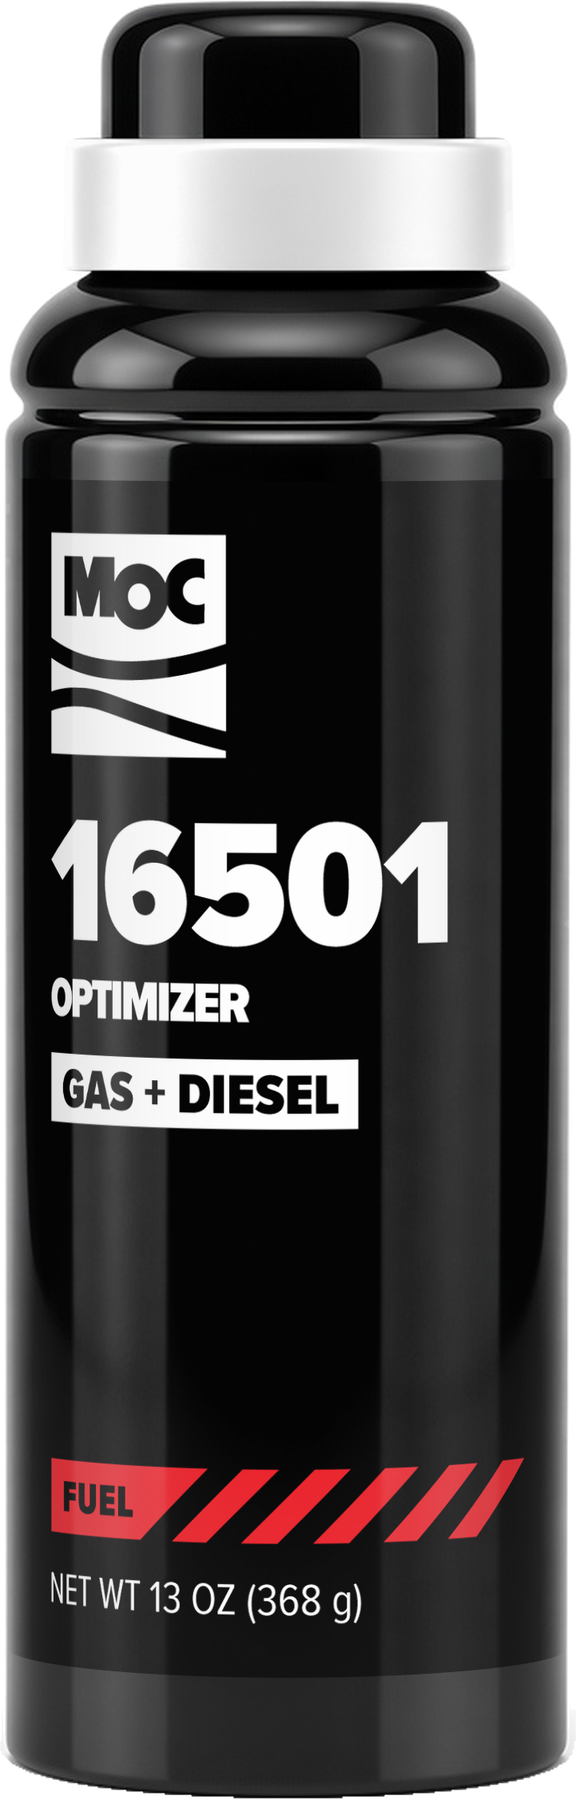 MOC
16501
OPTIMIZER
GAS + DIESEL
FUEL
NET WT 13 OZ (368 g)